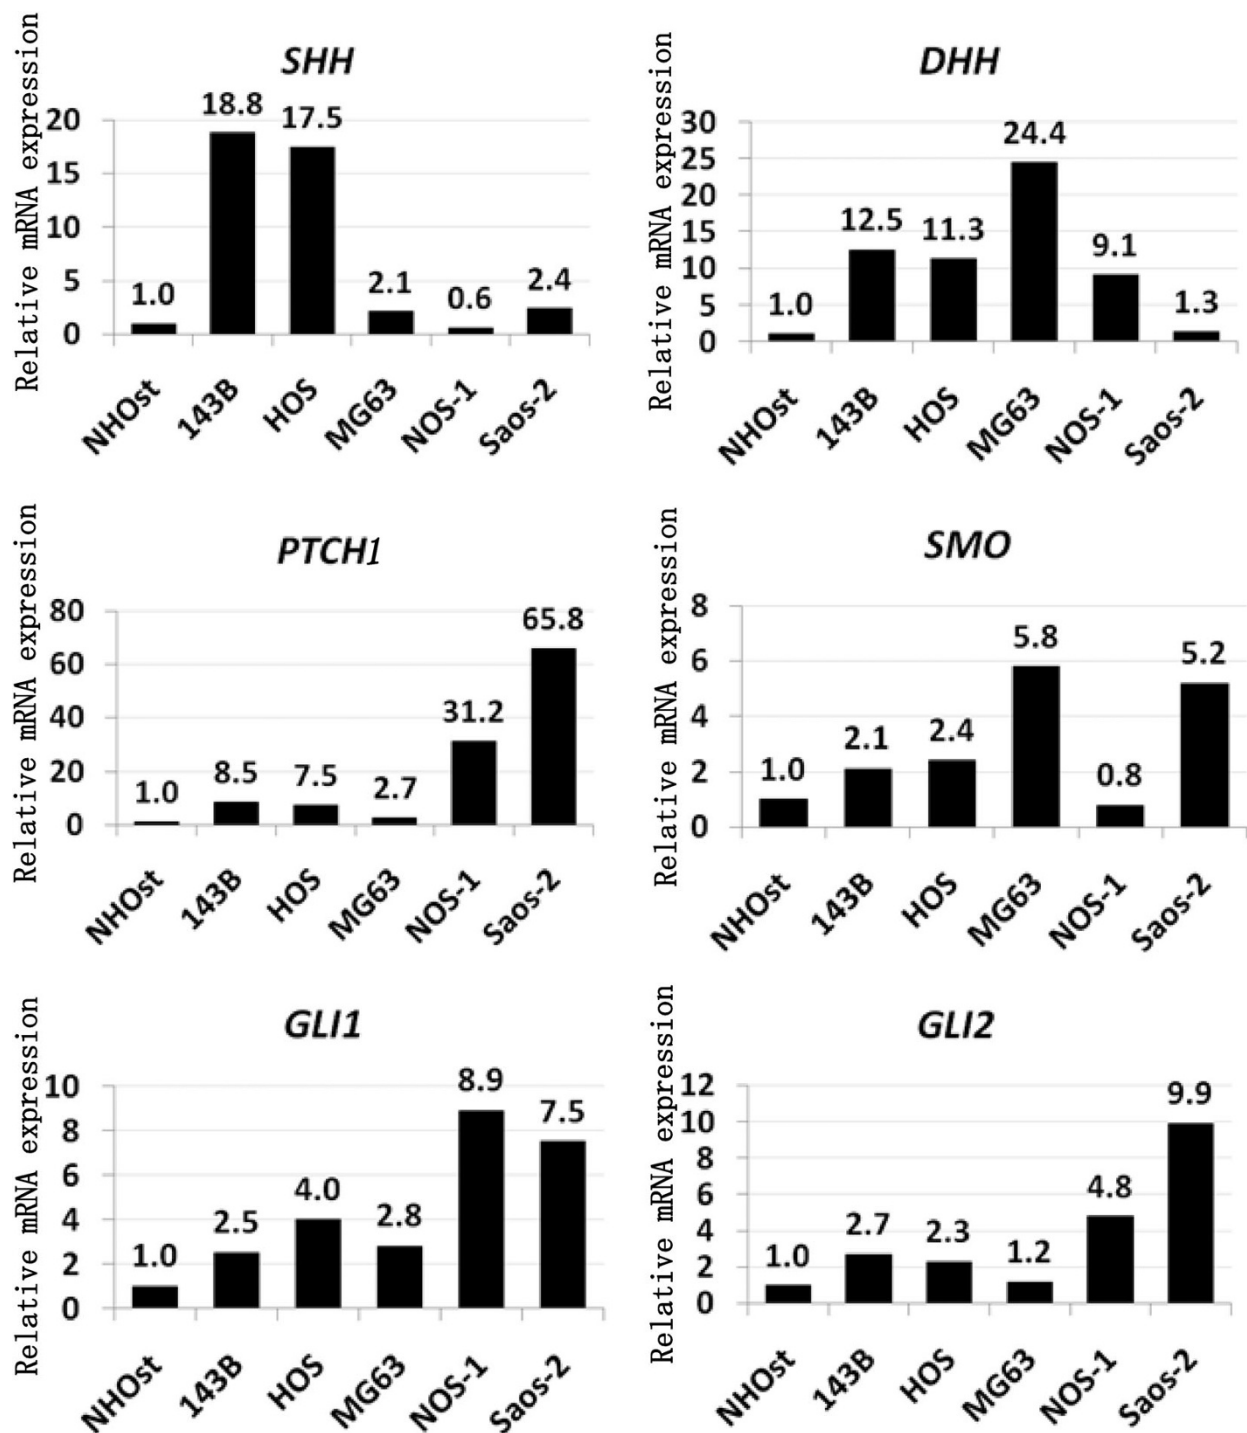 SHH
Relative mRNA expression
20
15
10
5
0
1.0
18.8
17.5
2.1
0.6
2.4
NHOst
143B
HOS
MG63
NOS-1
Saos-2
DHH
Relative mRNA expression
30
25
20
15
10
5
0
1.0
12.5
11.3
24.4
9.1
1.3
NHOst
143B
HOS
MG63
NOS-1
Saos-2
PTCH1
Relative mRNA expression
80
60
40
20
0
1.0
8.5
7.5
2.7
31.2
65.8
NHOst
143B
HOS
MG63
NOS-1
Saos-2
SMO
Relative mRNA expression
8
6
4
2
0
1.0
2.1
2.4
5.8
0.8
5.2
NHOst
143B
HOS
MG63
NOS-1
Saos-2
GLI1
Relative mRNA expression
10
8
6
4
2
0
1.0
2.5
4.0
2.8
8.9
7.5
NHOst
143B
HOS
MG63
NOS-1
Saos-2
GLI2
Relative mRNA expression
12
10
8
6
4
2
0
1.0
2.7
2.3
1.2
4.8
9.9
NHOst
143B
HOS
MG63
NOS-1
Saos-2